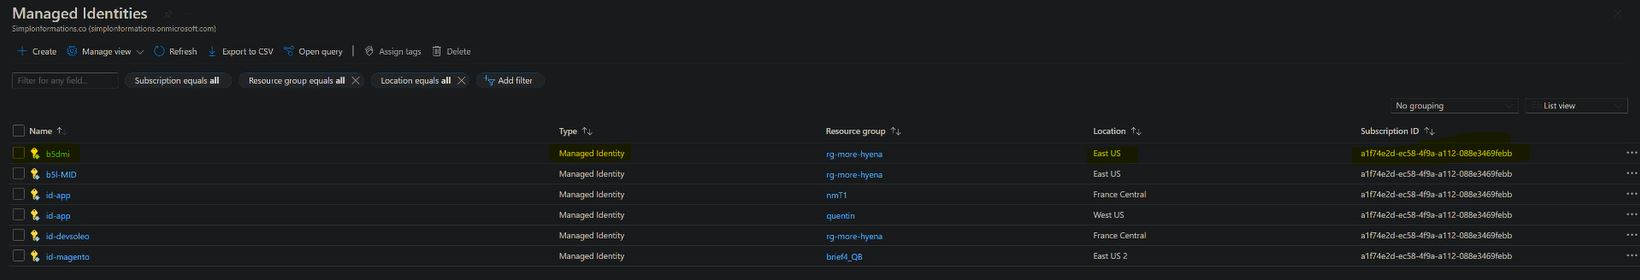 Managed Identities
Simplonformations.co (simplonformations.onmicrosoft.com)
Create Manage view Refresh Export to CSV Open query Assign tags Delete
Filter for any field... Subscription equals all Resource group equals all Location equals all Add filter
No grouping List view
Name Type Resource group Location Subscription ID
b5dmi Managed Identity rg-more-hyena East US a1f74e2d-ec58-4f9a-a112-088e3469febb
b5l-MID Managed Identity rg-more-hyena East US a1f74e2d-ec58-4f9a-a112-088e3469febb
id-app Managed Identity nmT1 France Central a1f74e2d-ec58-4f9a-a112-088e3469febb
id-app Managed Identity quentin West US a1f74e2d-ec58-4f9a-a112-088e3469febb
id-devsoleo Managed Identity rg-more-hyena France Central a1f74e2d-ec58-4f9a-a112-088e3469febb
id-magento Managed Identity brief4_QB East US 2 a1f74e2d-ec58-4f9a-a112-088e3469febb